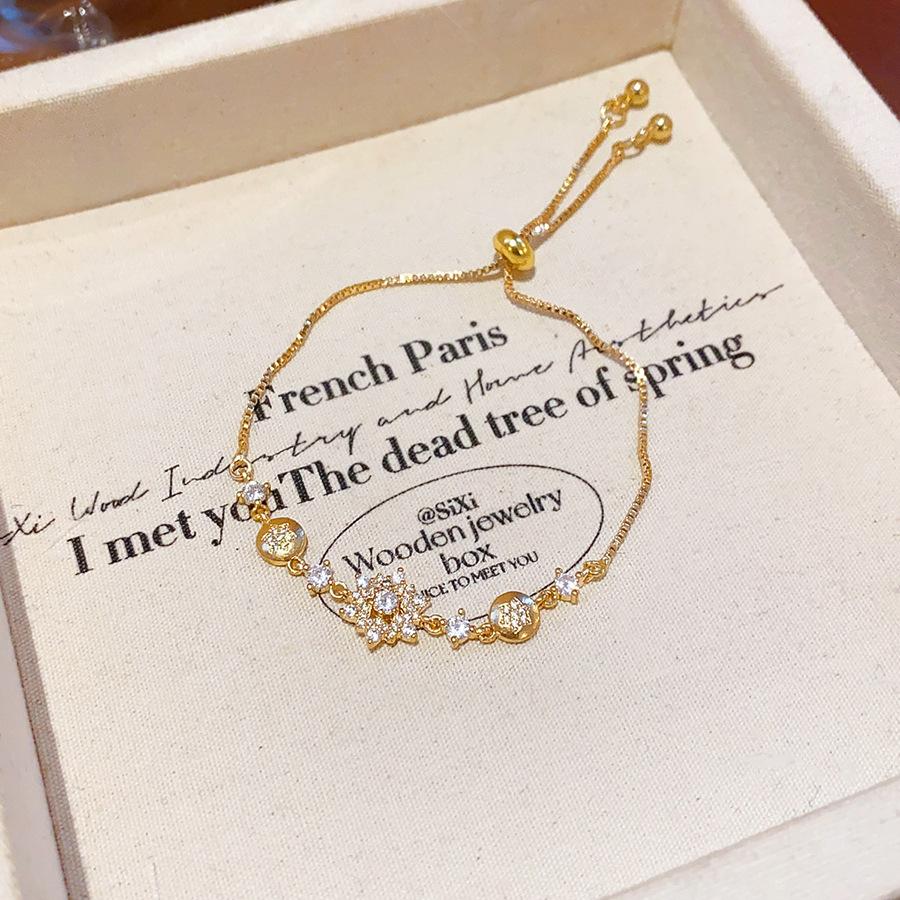 French Paris
Xi Wood Industry and Home Aesthetics
I met you The dead tree of spring
@SiXi
Wooden jewelry
box
NICE TO MEET YOU